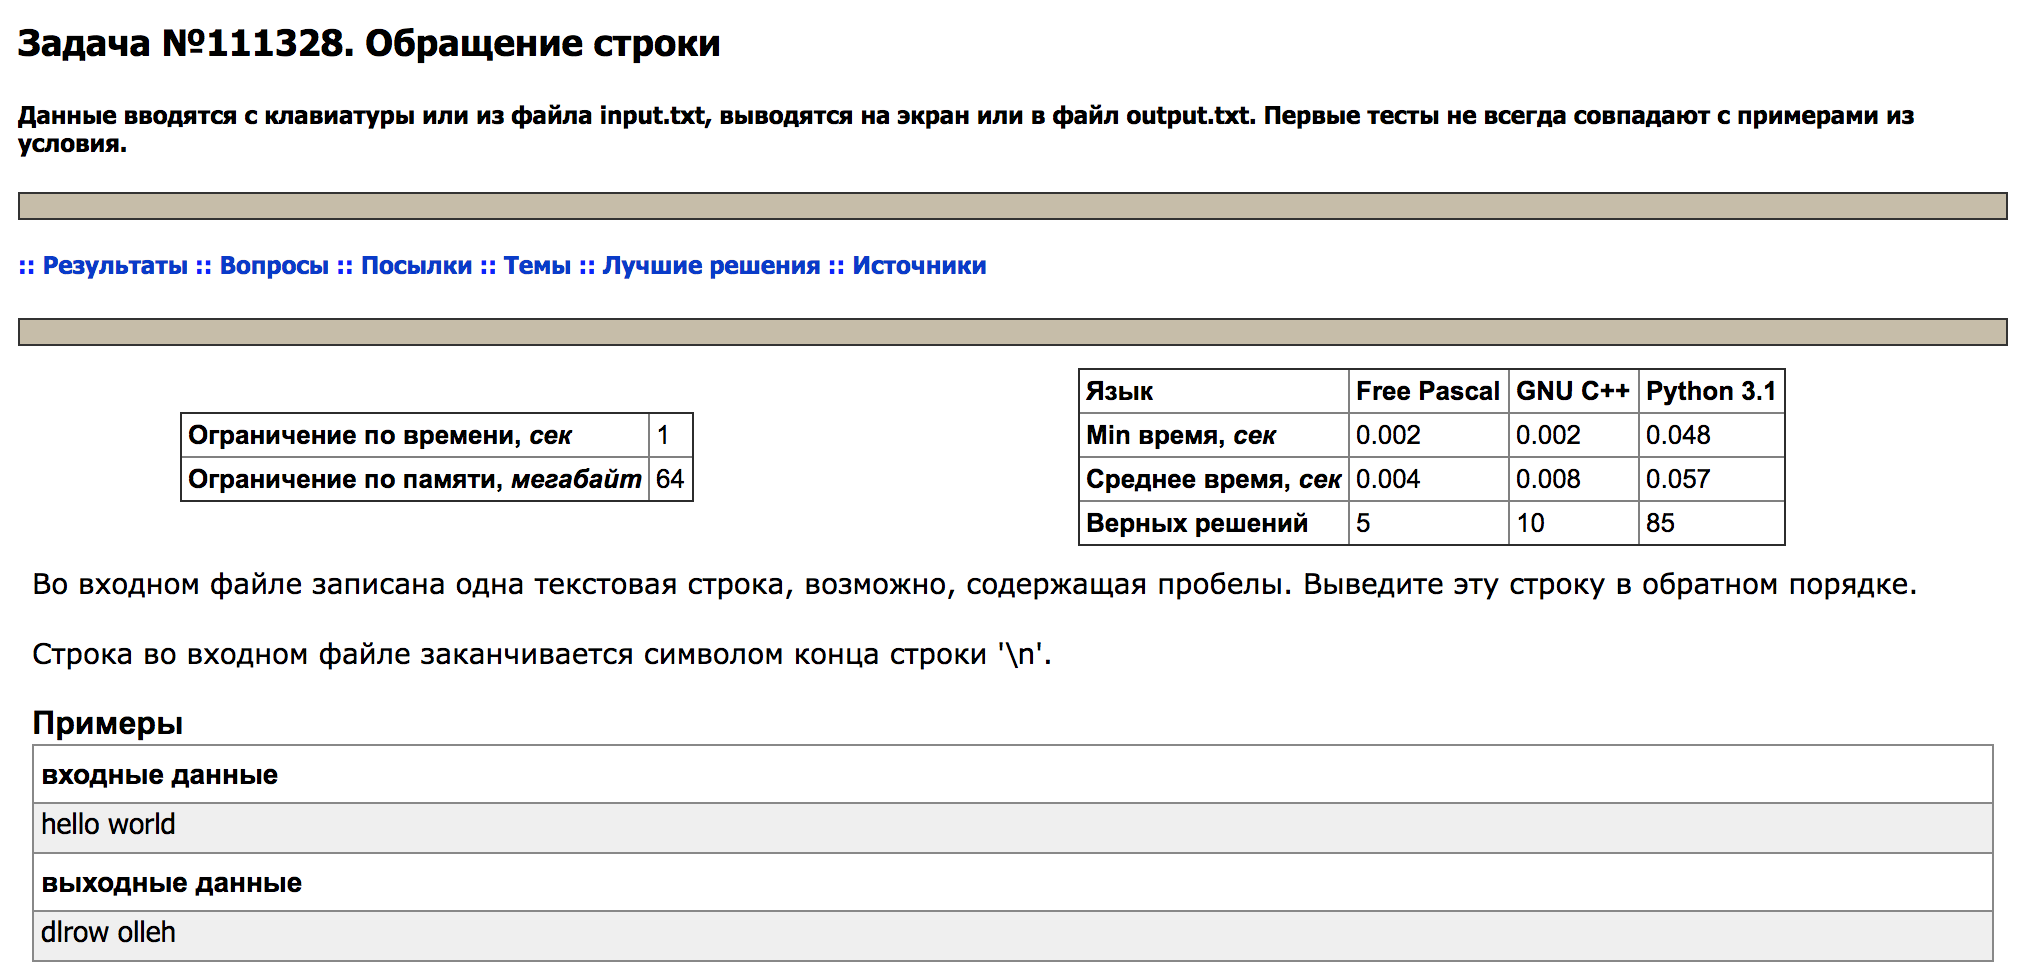 Задача №111328. Обращение строки
Данные вводятся с клавиатуры или из файла input.txt, выводятся на экран или в файл output.txt. Первые тесты не всегда совпадают с примерами из
условия.
:: Результаты :: Вопросы :: Посылки :: Темы :: Лучшие решения :: Источники
Ограничение по времени, сек 1
Ограничение по памяти, мегабайт 64
Язык Free Pascal GNU C++ Python 3.1
Min время, сек 0.002 0.002 0.048
Среднее время, сек 0.004 0.008 0.057
Верных решений 5 10 85
Во входном файле записана одна текстовая строка, возможно, содержащая пробелы. Выведите эту строку в обратном порядке.
Строка во входном файле заканчивается символом конца строки '\n'.
Примеры
входные данные
hello world
выходные данные
dlrow olleh